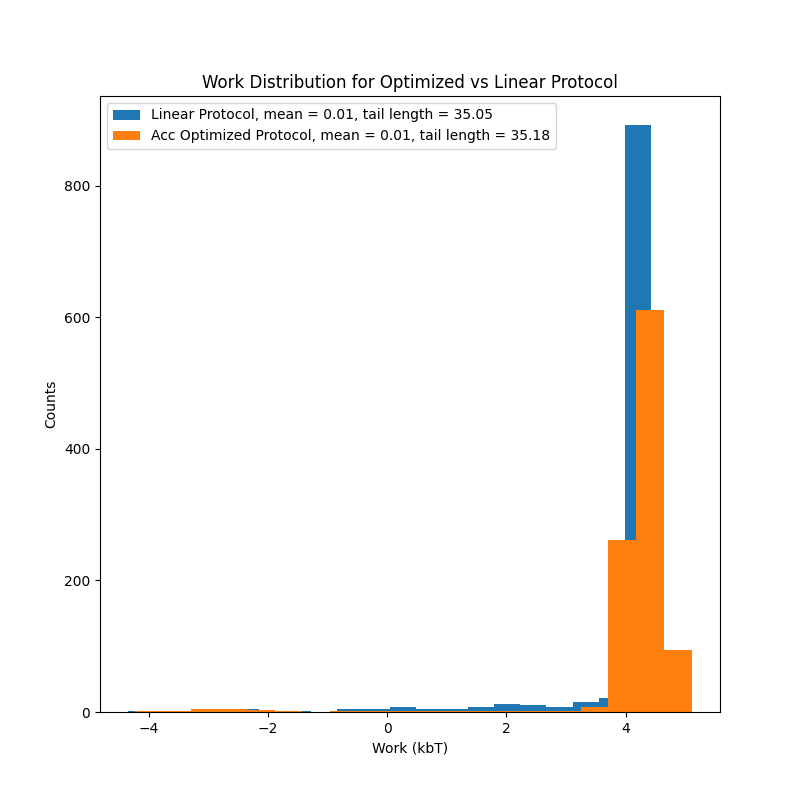 Work Distribution for Optimized vs Linear Protocol
Linear Protocol, mean = 0.01, tail length = 35.05
Acc Optimized Protocol, mean = 0.01, tail length = 35.18
800
600
400
200
0
Counts
−4 −2 0 2 4
Work (kbT)